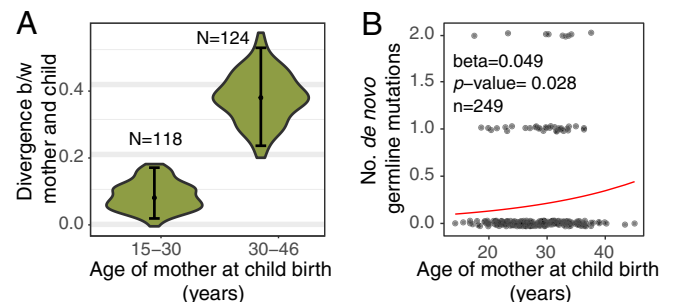 A
Divergence b/w
mother and child
0.4
0.2
0.0
N=124
N=118
15–30
30–46
Age of mother at child birth
(years)
B
No. de novo
germline mutations
2.0
1.5
1.0
0.5
0.0
beta=0.049
p–value= 0.028
n=249
20
30
40
Age of mother at child birth
(years)